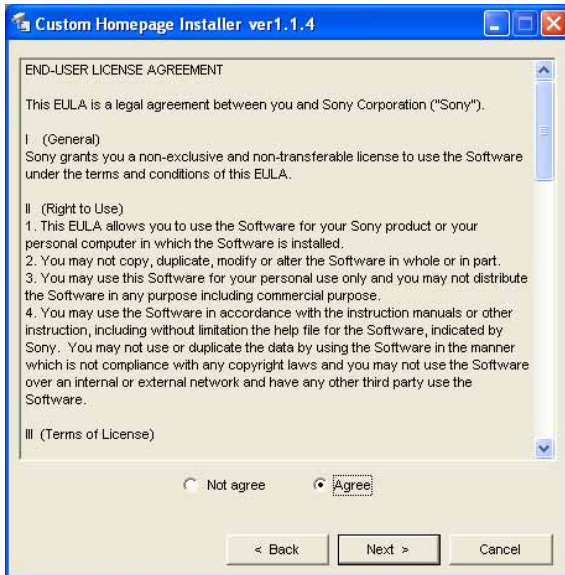 Custom Homepage Installer ver1.1.4
END-USER LICENSE AGREEMENT
This EULA is a legal agreement between you and Sony Corporation ("Sony").
I (General)
Sony grants you a non-exclusive and non-transferable license to use the Software
under the terms and conditions of this EULA.
II (Right to Use)
1. This EULA allows you to use the Software for your Sony product or your
personal computer in which the Software is installed.
2. You may not copy, duplicate, modify or alter the Software in whole or in part.
3. You may use this Software for your personal use only and you may not distribute
the Software in any purpose including commercial purpose.
4. You may use the Software in accordance with the instruction manuals or other
instruction, including without limitation the help file for the Software, indicated by
Sony. You may not use or duplicate the data by using the Software in the manner
which is not compliance with any copyright laws and you may not use the Software
over an internal or external network and have any other third party use the
Software.
III (Terms of License)
Not agree Agree
< Back Next > Cancel